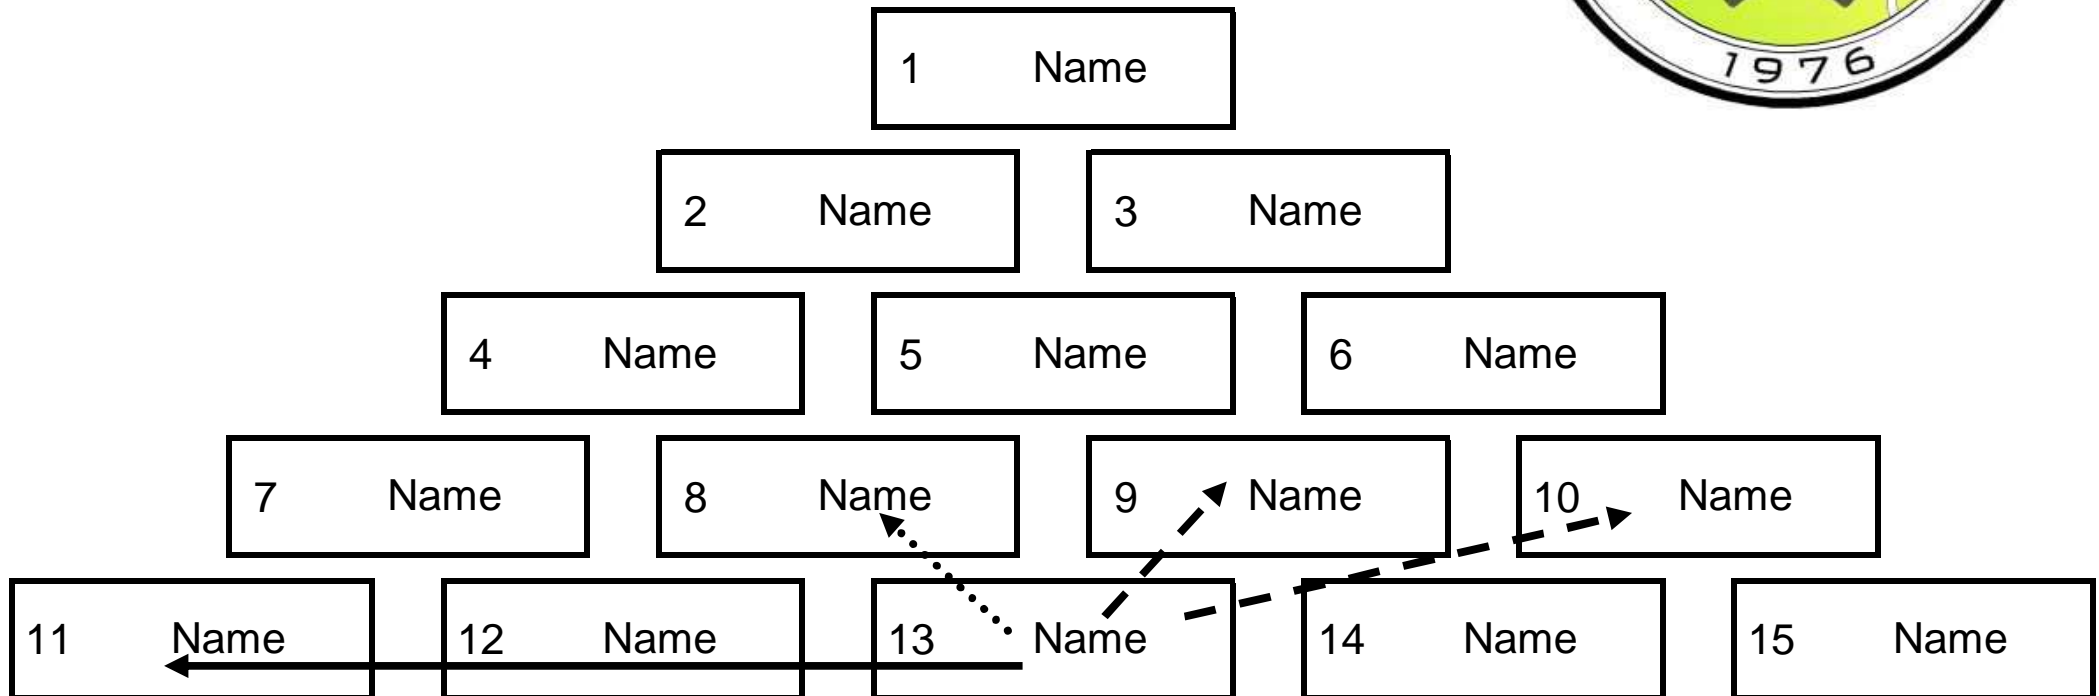 1976
1 Name
2 Name 3 Name
4 Name 5 Name 6 Name
7 Name 8 Name 9 Name 10 Name
11 Name 12 Name 13 Name 14 Name 15 Name